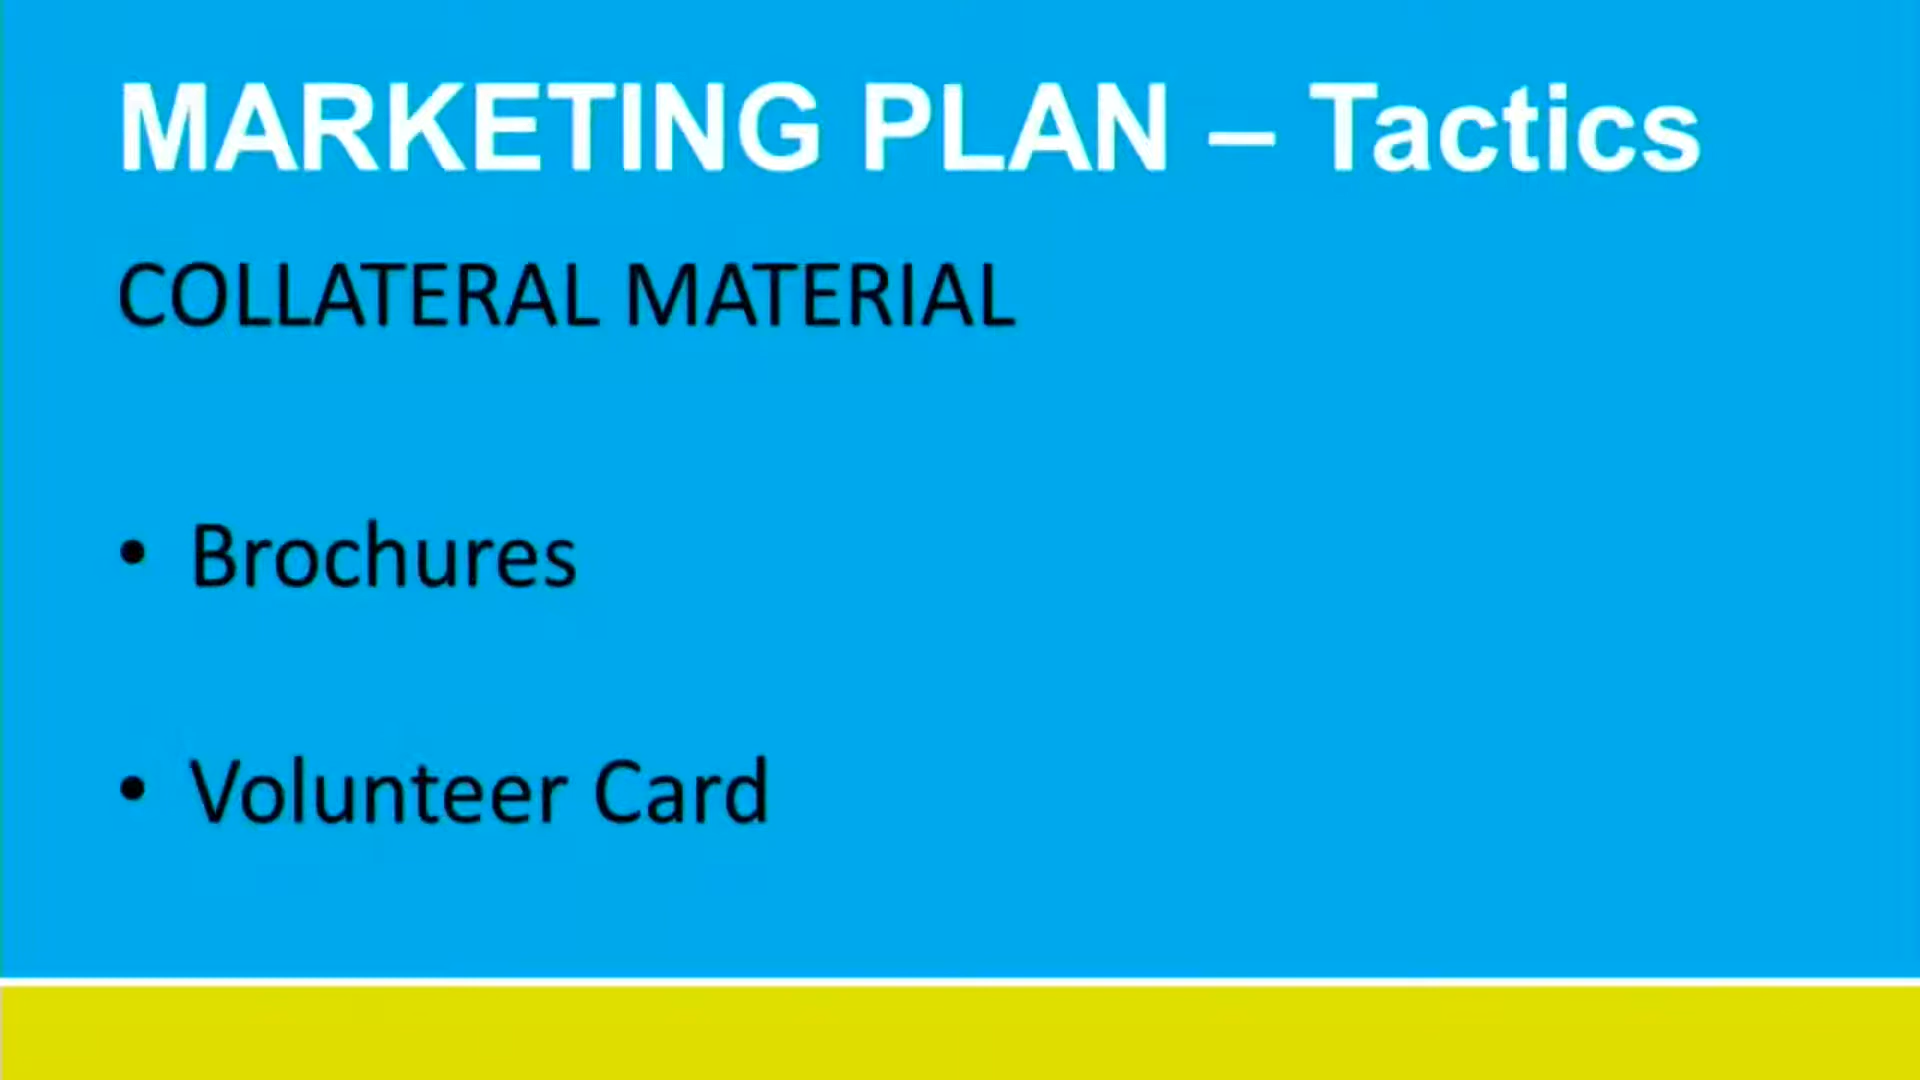 MARKETING PLAN – Tactics
COLLATERAL MATERIAL
• Brochures
• Volunteer Card